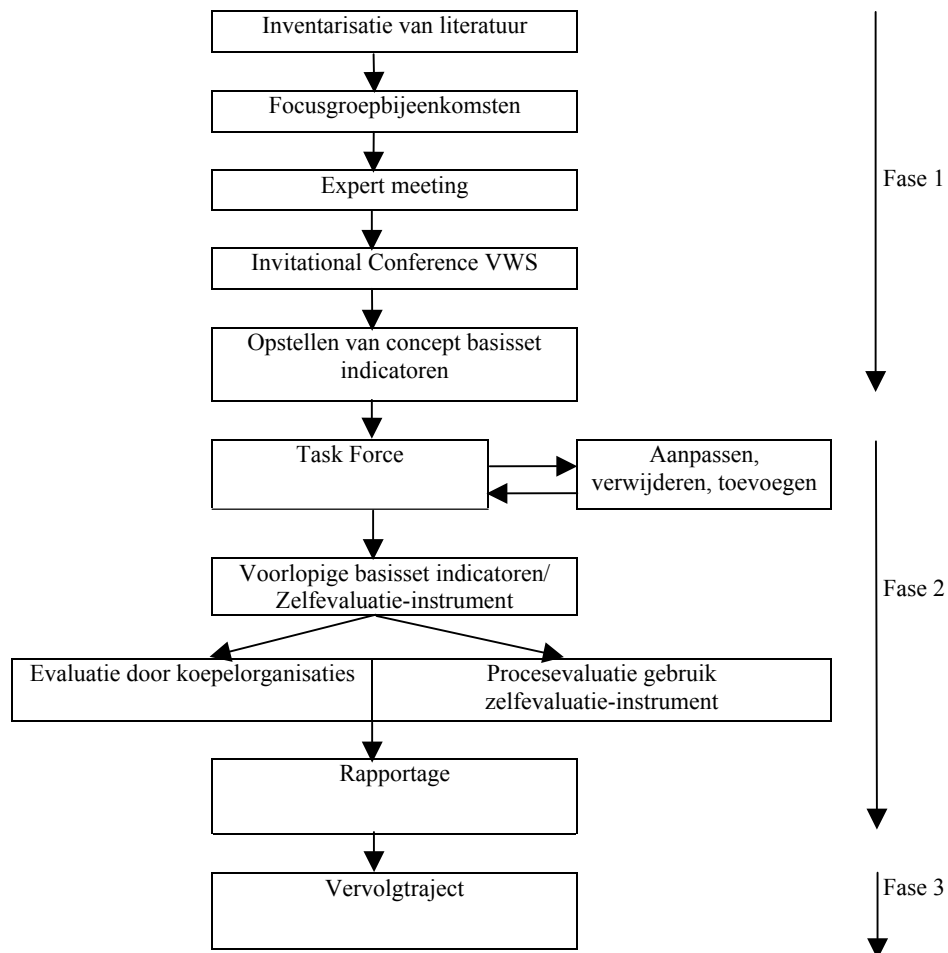 Inventarisatie van literatuur
Focusgroepbijeenkomsten
Expert meeting
Fase 1
Invitational Conference VWS
Opstellen van concept basisset
indicatoren
Task Force
Aanpassen,
verwijderen, toevoegen
Voorlopige basisset indicatoren/
Zelfevaluatie-instrument
Fase 2
Evaluatie door koepelorganisaties
Procesevaluatie gebruik
zelfevaluatie-instrument
Rapportage
Vervolgtraject
Fase 3